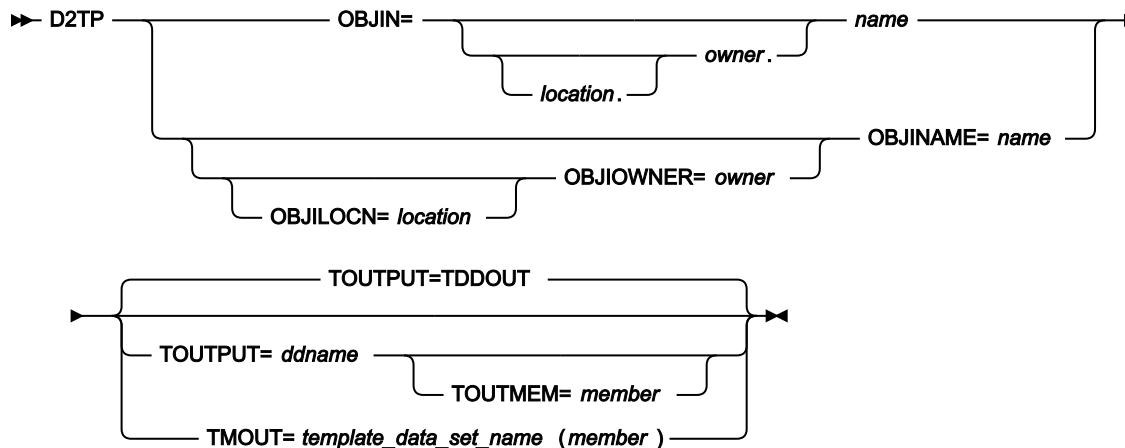 D2TP OBJIN= name
owner.
location.
OBJINAME= name
OBJIOWNER= owner
OBJILOCN= location
TOUTPUT=TDDOUT
TOUTPUT= ddname
TOUTMEM= member
TMOUT= template_data_set_name (member )